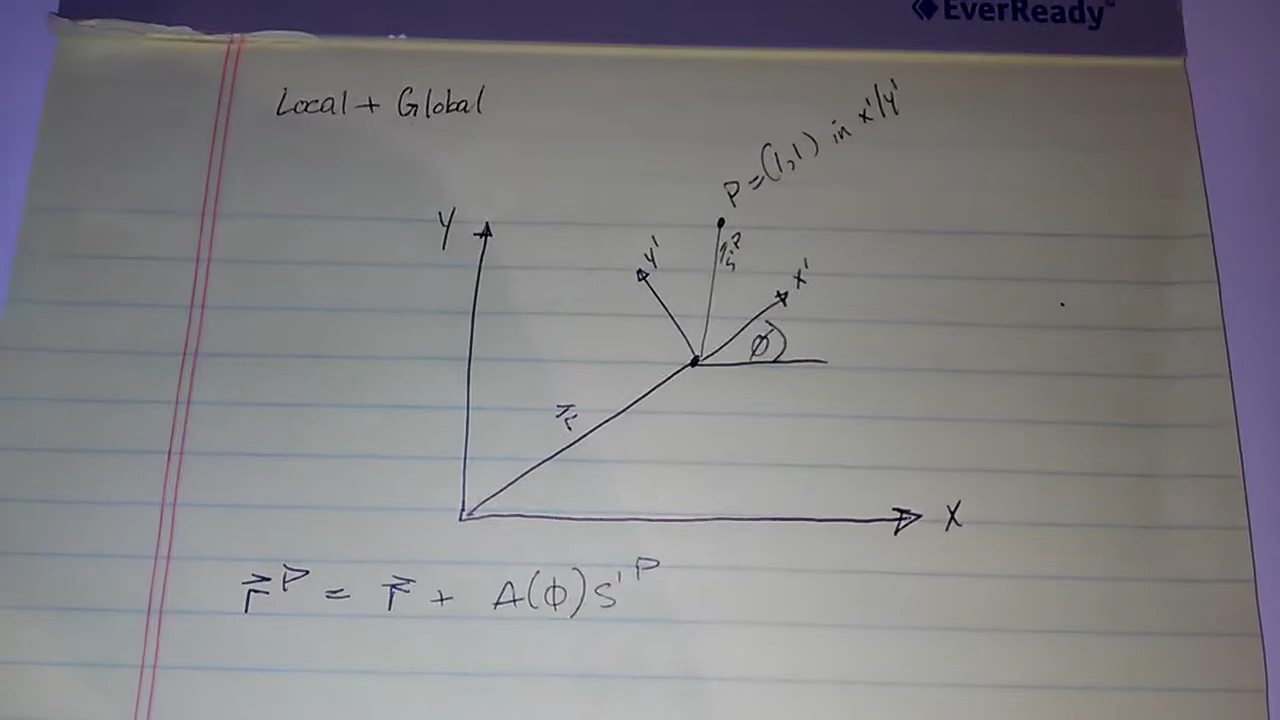 EverReady
Local + Global
P=(1,1) in x'/y'
Y
y'
x'
ϕ
X
r⃗ᴾ = r⃗ + A(ϕ)s'ᴾ